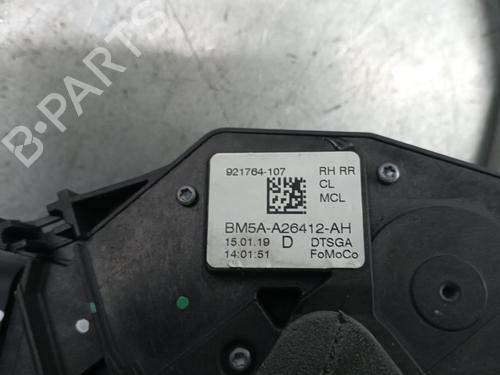 921764-107 RH RR
CL
MCL
BM5A-A26412-AH
15.01.19 D DTSGA
14:01:51 FoMoCo
B-PARTS